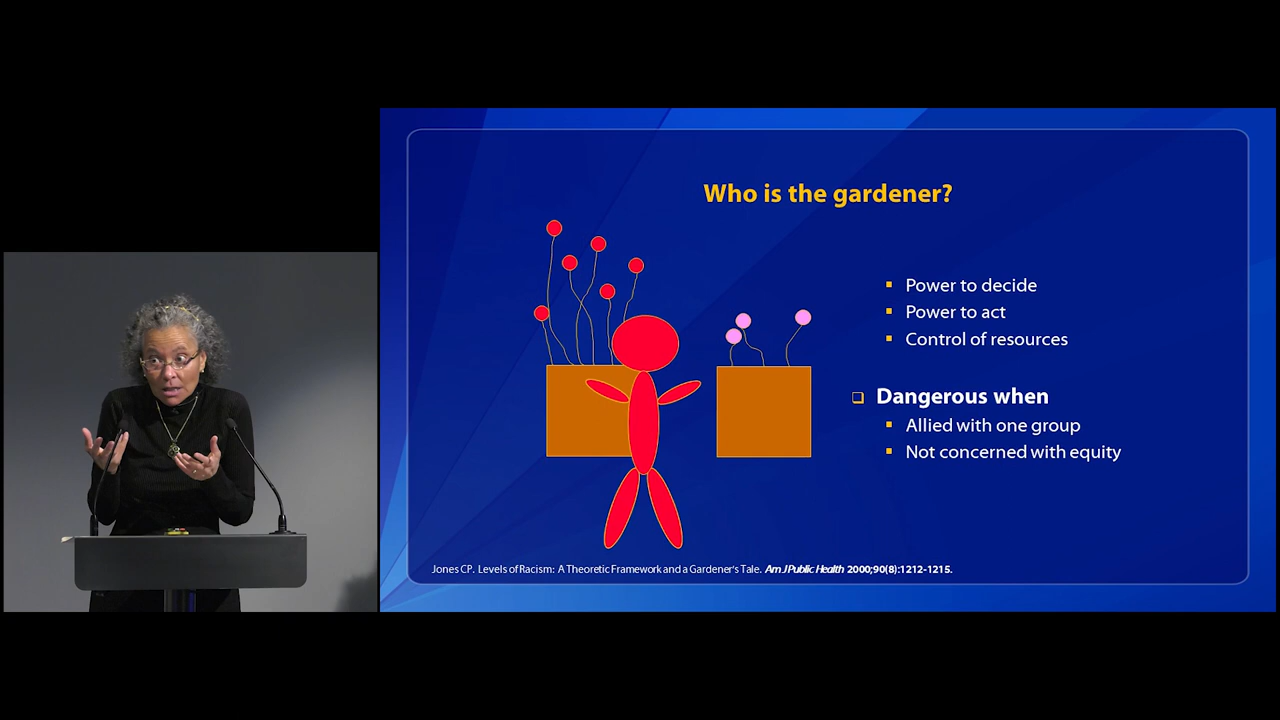 Who is the gardener?
Power to decide
Power to act
Control of resources
Dangerous when
Allied with one group
Not concerned with equity
Jones CP. Levels of Racism: A Theoretic Framework and a Gardener's Tale. Am J Public Health 2000;90(8):1212-1215.